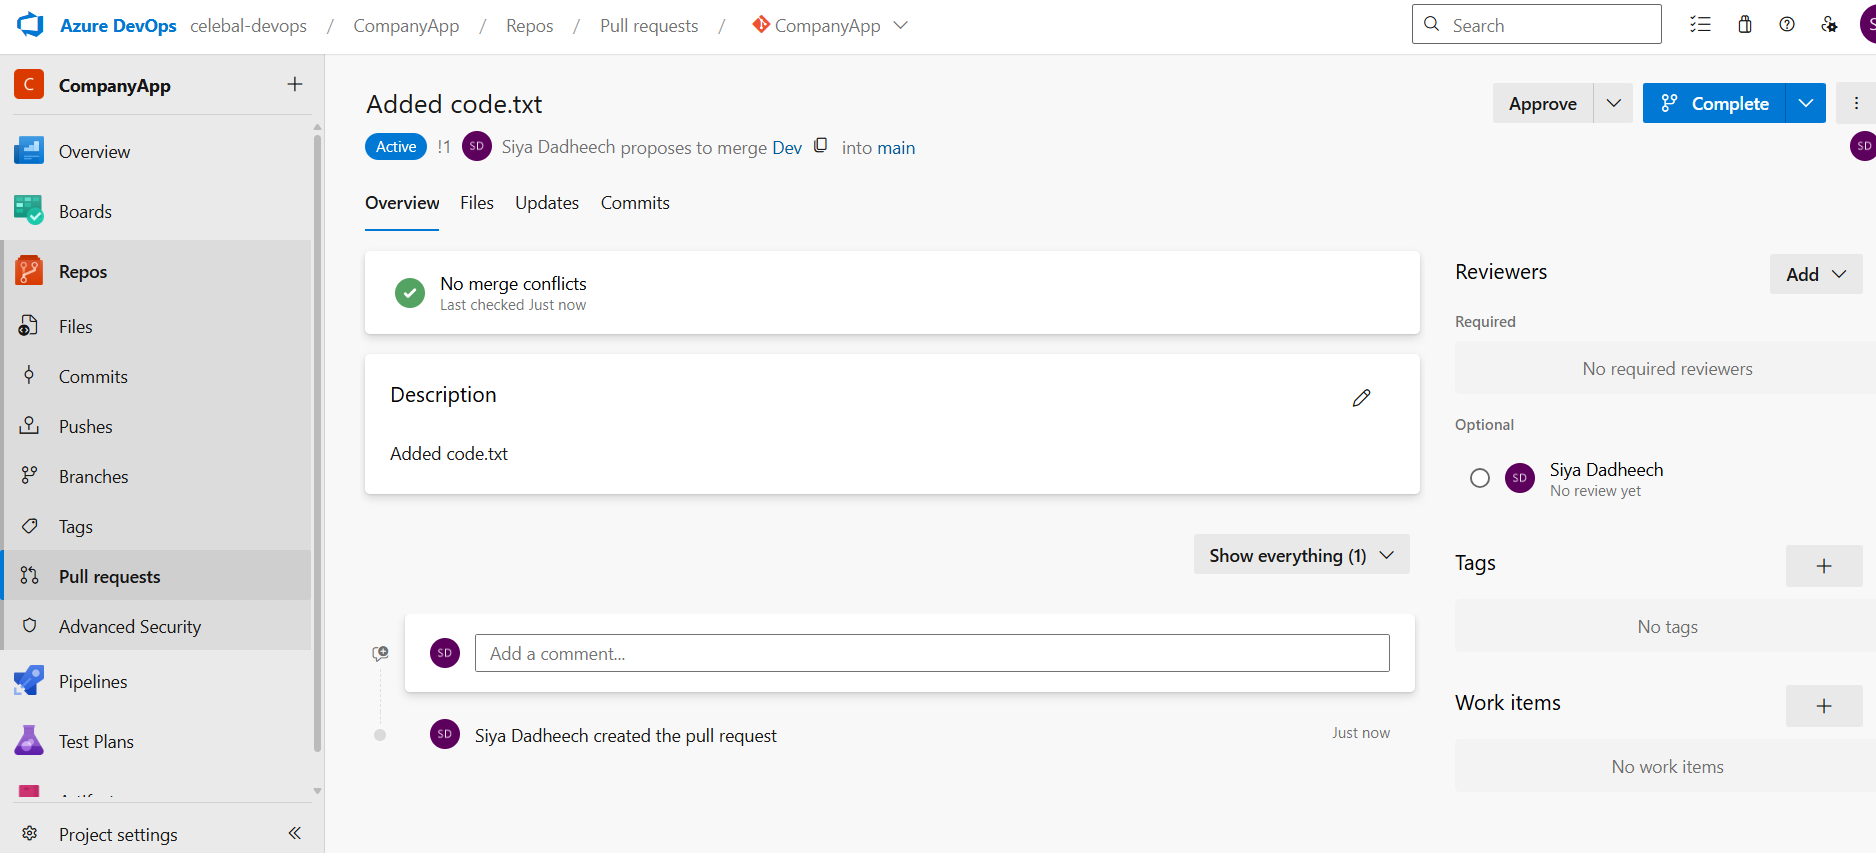 Azure DevOps celebal-devops / CompanyApp / Repos / Pull requests / CompanyApp
Search
C CompanyApp
Overview
Boards
Repos
Files
Commits
Pushes
Branches
Tags
Pull requests
Advanced Security
Pipelines
Test Plans
Project settings
Added code.txt
Approve
Complete
Active !1 SD Siya Dadheech proposes to merge Dev into main
SD
Overview Files Updates Commits
No merge conflicts
Last checked Just now
Description
Added code.txt
Show everything (1)
SD Add a comment...
SD Siya Dadheech created the pull request Just now
Reviewers
Add
Required
No required reviewers
Optional
SD Siya Dadheech
No review yet
Tags
No tags
Work items
No work items